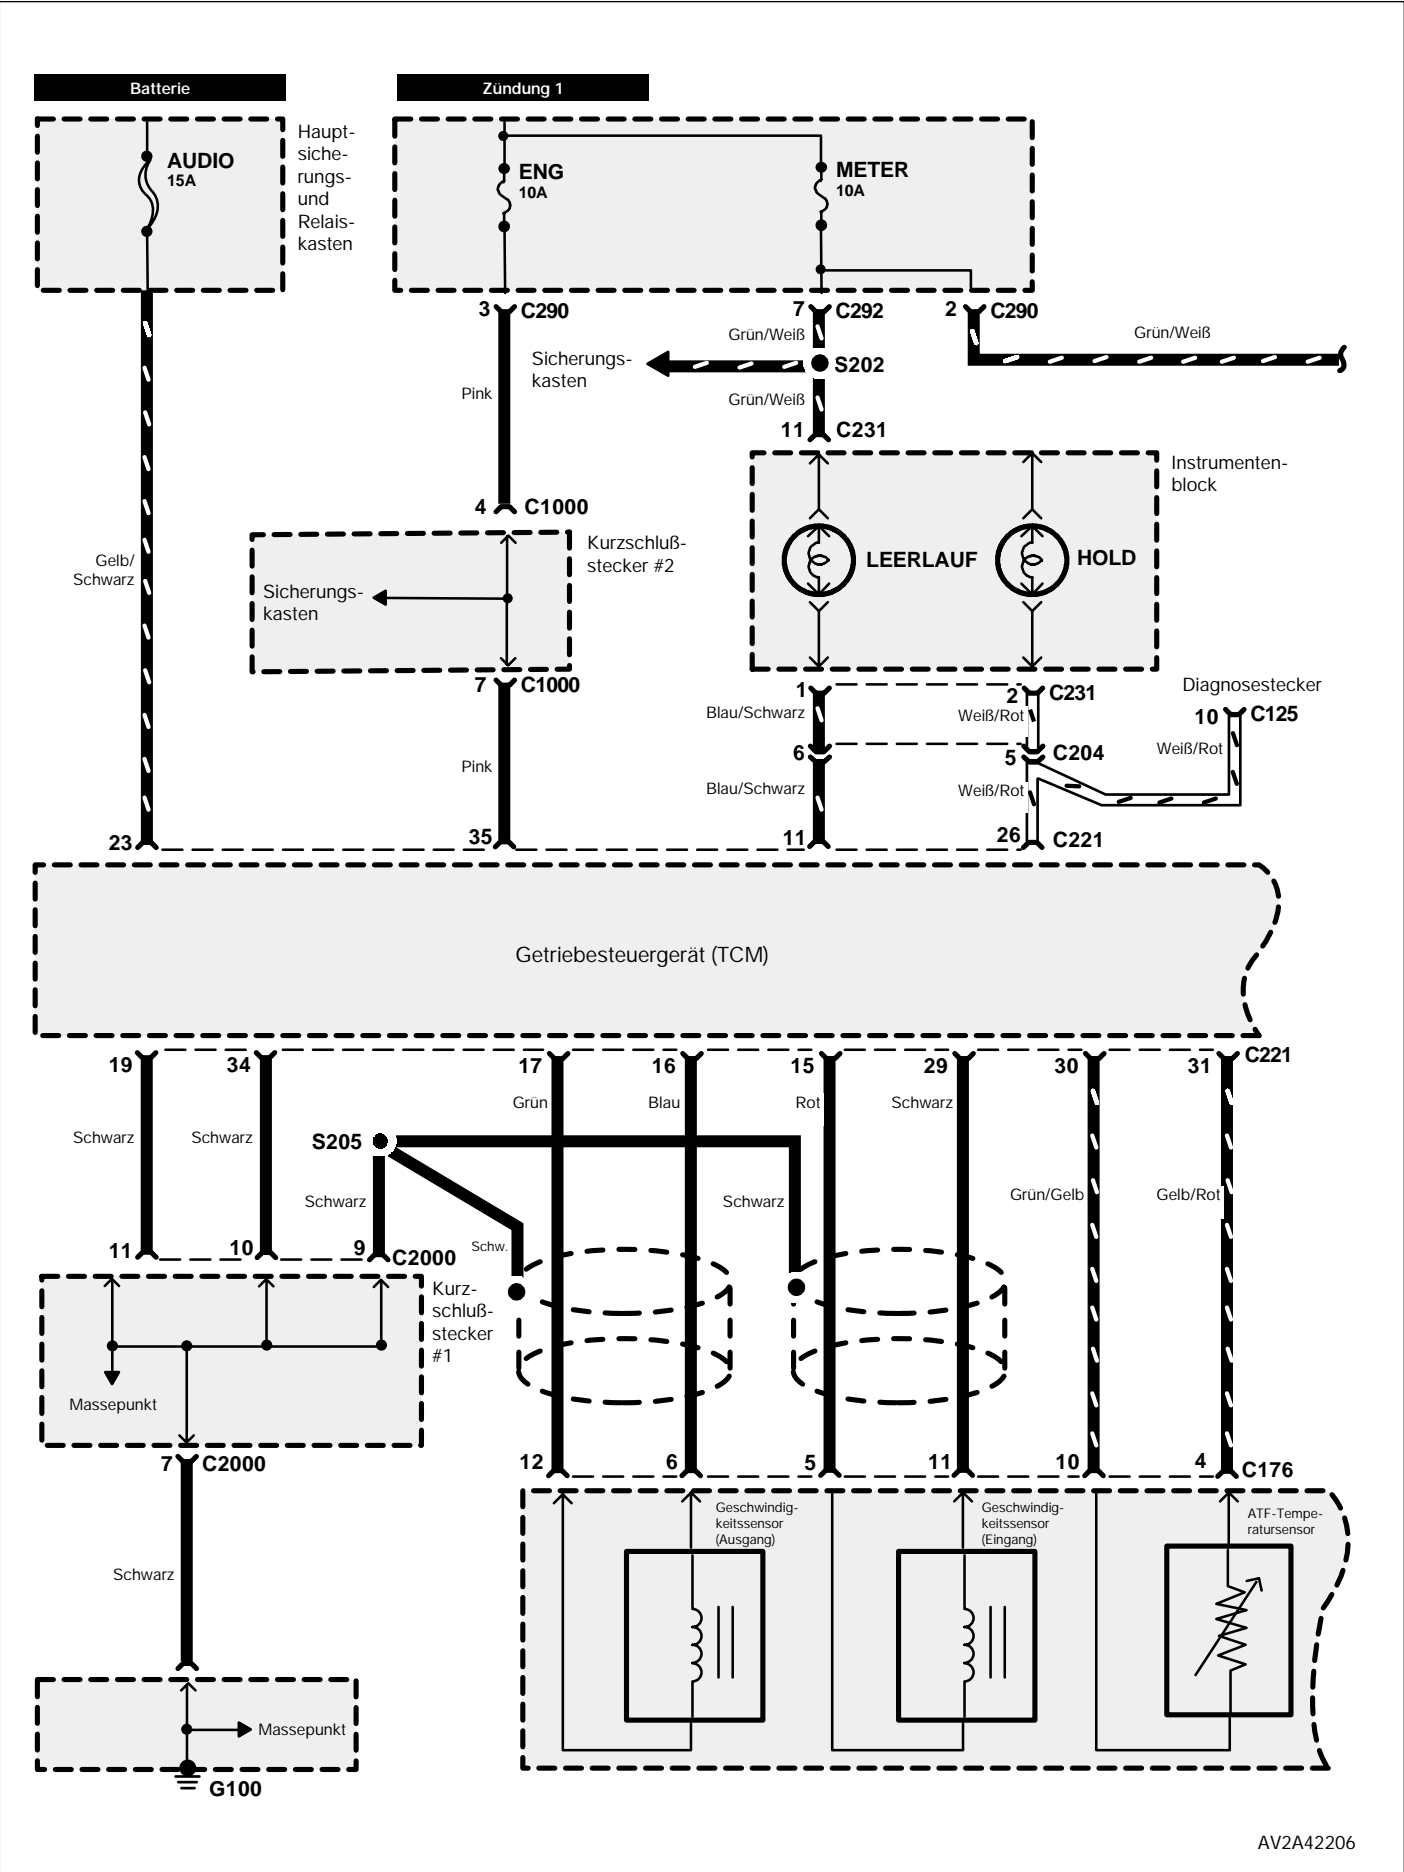 Batterie
Zündung 1
AUDIO
15A
Haupt-
siche-
rungs-
und
Relais-
kasten
ENG
10A
METER
10A
3
C290
7
C292
2
C290
Grün/Weiß
Grün/Weiß
Sicherungs-
kasten
S202
Pink
Grün/Weiß
11
C231
Instrumenten-
block
4
C1000
Kurzschluß-
stecker #2
Gelb/
Schwarz
LEERLAUF
HOLD
Sicherungs-
kasten
7
C1000
1
2
C231
Diagnosestecker
10
C125
Blau/Schwarz
Weiß/Rot
Weiß/Rot
6
5
C204
Pink
Blau/Schwarz
Weiß/Rot
23
35
11
26
C221
Getriebesteuergerät (TCM)
19
34
17
16
15
29
30
31
C221
Grün
Blau
Rot
Schwarz
Schwarz
Schwarz
S205
Schwarz
Schwarz
Grün/Gelb
Gelb/Rot
Schw.
11
10
9
C2000
Kurz-
schluß-
stecker
#1
Massepunkt
7
C2000
12
6
5
11
10
4
C176
Geschwindig-
keitssensor
(Ausgang)
Geschwindig-
keitssensor
(Eingang)
ATF-Tempe-
ratursensor
Schwarz
Massepunkt
G100
AV2A42206